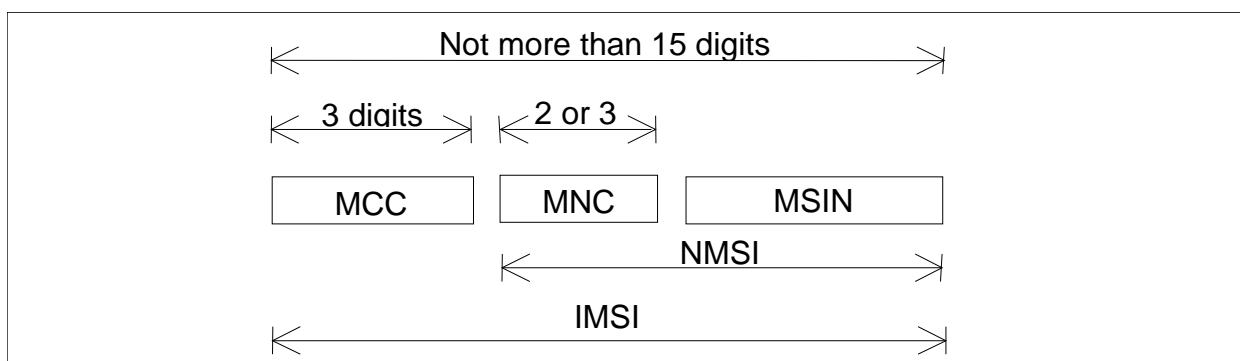 Not more than 15 digits
3 digits
2 or 3
MCC
MNC
MSIN
NMSI
IMSI